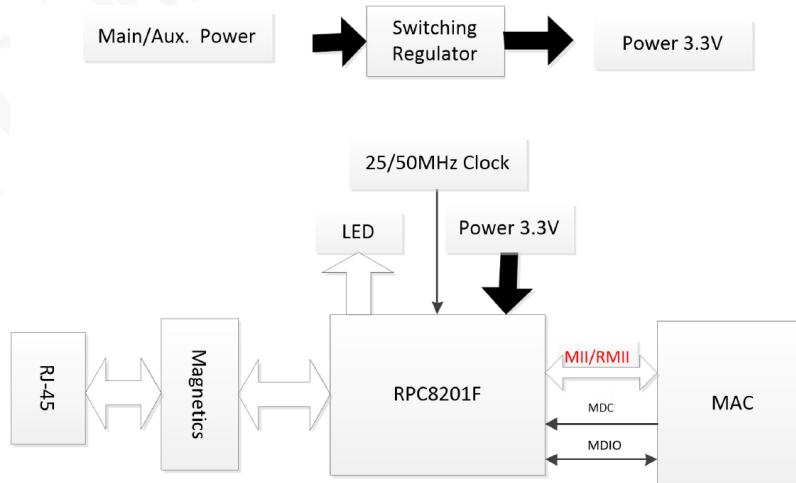 Main/Aux. Power
Switching
Regulator
Power 3.3V
25/50MHz Clock
LED
Power 3.3V
RJ-45
Magnetics
RPC8201F
MII/RMII
MDC
MDIO
MAC